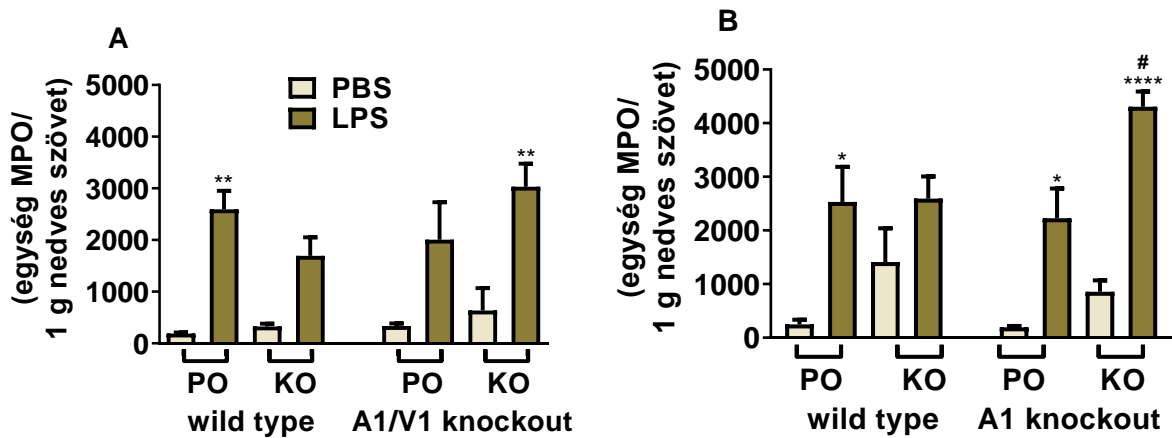 A
(egység MPO/
1 g nedves szövet)
5000
4000
3000
2000
1000
0
PBS
LPS
**
**
PO
KO
PO
KO
wild type
A1/V1 knockout
B
(egység MPO/
1 g nedves szövet)
5000
4000
3000
2000
1000
0
*
*
#
****
PO
KO
PO
KO
wild type
A1 knockout